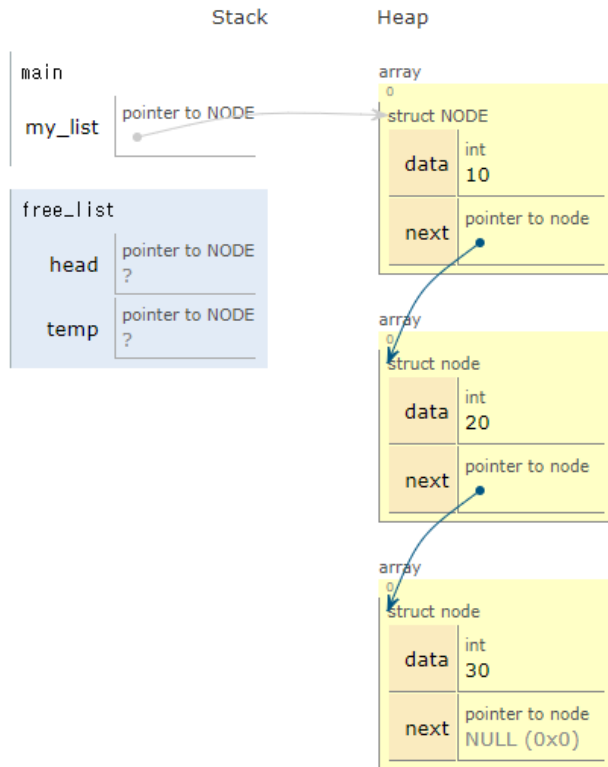 Stack
Heap
main
my_list
pointer to NODE
free_list
head
pointer to NODE
?
temp
pointer to NODE
?
array
0
struct NODE
data
int
10
next
pointer to node
array
0
struct node
data
int
20
next
pointer to node
array
0
struct node
data
int
30
next
pointer to node
NULL (0x0)